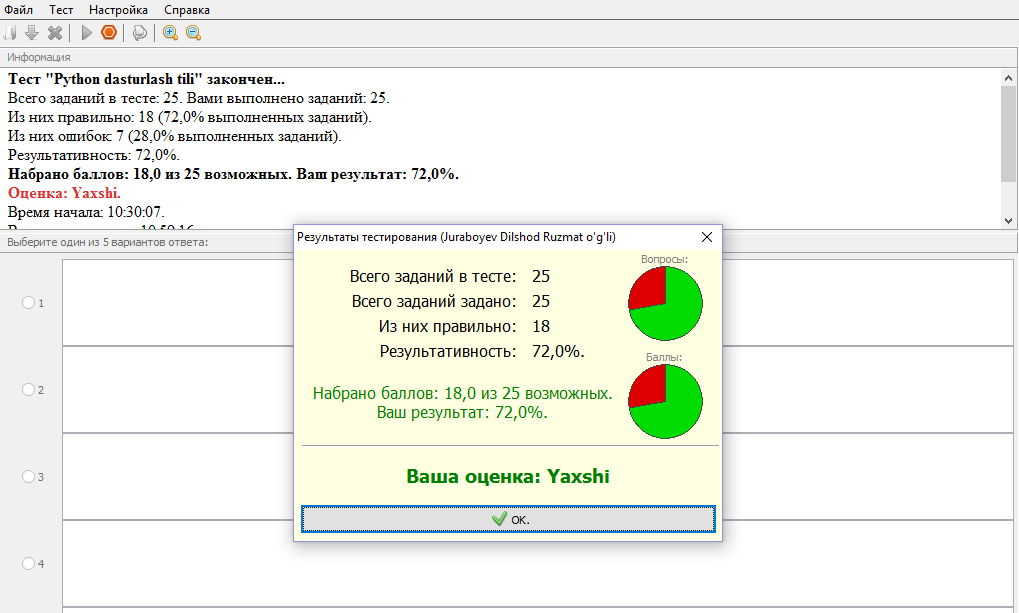 Файл Тест Настройка Справка
Информация
Тест "Python dasturlash tili" закончен...
Всего заданий в тесте: 25. Вами выполнено заданий: 25.
Из них правильно: 18 (72,0% выполненных заданий).
Из них ошибок: 7 (28,0% выполненных заданий).
Результативность: 72,0%.
Набрано баллов: 18,0 из 25 возможных. Ваш результат: 72,0%.
Оценка: Yaxshi.
Время начала: 10:30:07.
Выберите один из 5 вариантов ответа:
1
2
3
4
Результаты тестирования (Juraboyev Dilshod Ruzmat o'g'li)
Всего заданий в тесте: 25
Всего заданий задано: 25
Из них правильно: 18
Результативность: 72,0%.
Вопросы:
Баллы:
Набрано баллов: 18,0 из 25 возможных.
Ваш результат: 72,0%.
Ваша оценка: Yaxshi
ОК.